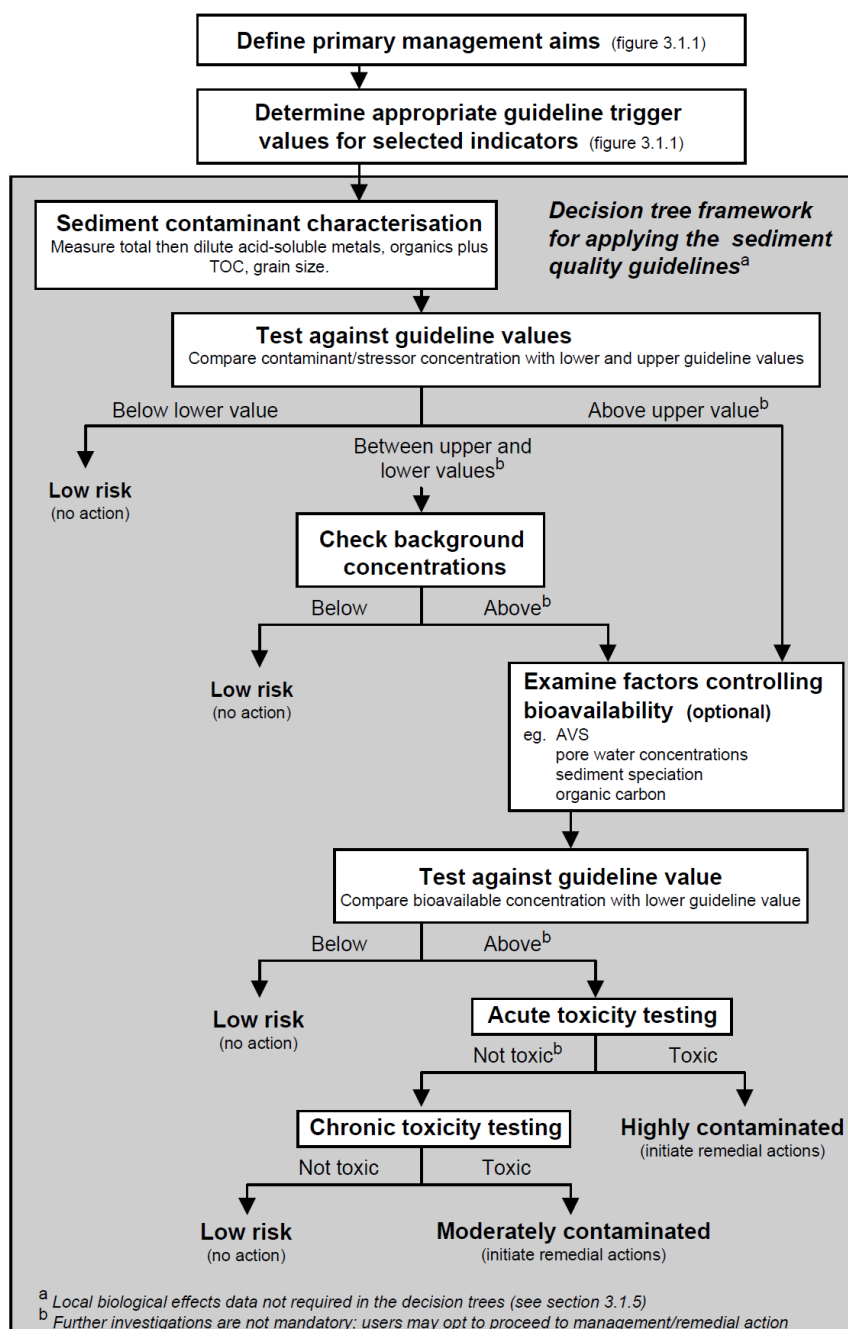 Define primary management aims (figure 3.1.1)
Determine appropriate guideline trigger
values for selected indicators (figure 3.1.1)
Sediment contaminant characterisation
Measure total then dilute acid-soluble metals, organics plus
TOC, grain size.
Decision tree framework
for applying the sediment
quality guidelines a
Test against guideline values
Compare contaminant/stressor concentration with lower and upper guideline values
Below lower value
Above upper value b
Between upper and
lower values b
Low risk
(no action)
Check background
concentrations
Below
Above b
Low risk
(no action)
Examine factors controlling
bioavailability (optional)
eg. AVS
pore water concentrations
sediment speciation
organic carbon
Test against guideline value
Compare bioavailable concentration with lower guideline value
Below
Above b
Low risk
(no action)
Acute toxicity testing
Not toxic b
Toxic
Chronic toxicity testing
Highly contaminated
(initiate remedial actions)
Not toxic
Toxic
Low risk
(no action)
Moderately contaminated
(initiate remedial actions)
a Local biological effects data not required in the decision trees (see section 3.1.5)
b Further investigations are not mandatory; users may opt to proceed to management/remedial action